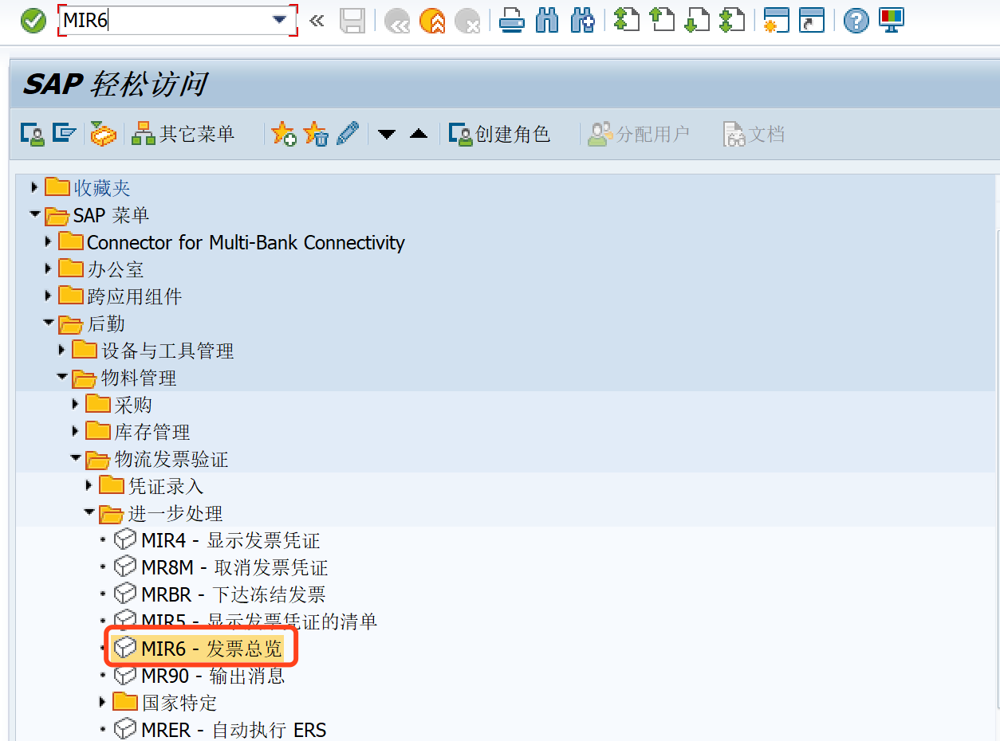 MIR6
SAP 轻松访问
其它菜单 创建角色 分配用户 文档
收藏夹
SAP 菜单
Connector for Multi-Bank Connectivity
办公室
跨应用组件
后勤
设备与工具管理
物料管理
采购
库存管理
物流发票验证
凭证录入
进一步处理
MIR4 - 显示发票凭证
MR8M - 取消发票凭证
MRBR - 下达冻结发票
MIR5 - 显示发票凭证的清单
MIR6 - 发票总览
MR90 - 输出消息
国家特定
MRER - 自动执行 ERS